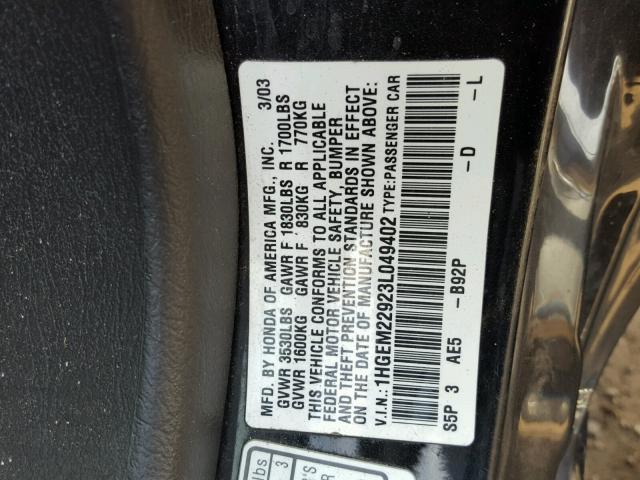 MFD. BY HONDA OF AMERICA MFG., INC. 3/03
GVWR 3530LBS GAWR F 1830LBS R 1700LBS
GVWR 1600KG GAWR F 830KG R 770KG
THIS VEHICLE CONFORMS TO ALL APPLICABLE
FEDERAL MOTOR VEHICLE SAFETY, BUMPER
AND THEFT PREVENTION STANDARDS IN EFFECT
ON THE DATE OF MANUFACTURE SHOWN ABOVE:
V.I.N.: 1HGEM22923L049402 TYPE:PASSENGER CAR
S5P 3 AE5 -B92P -D -L
lbs 3